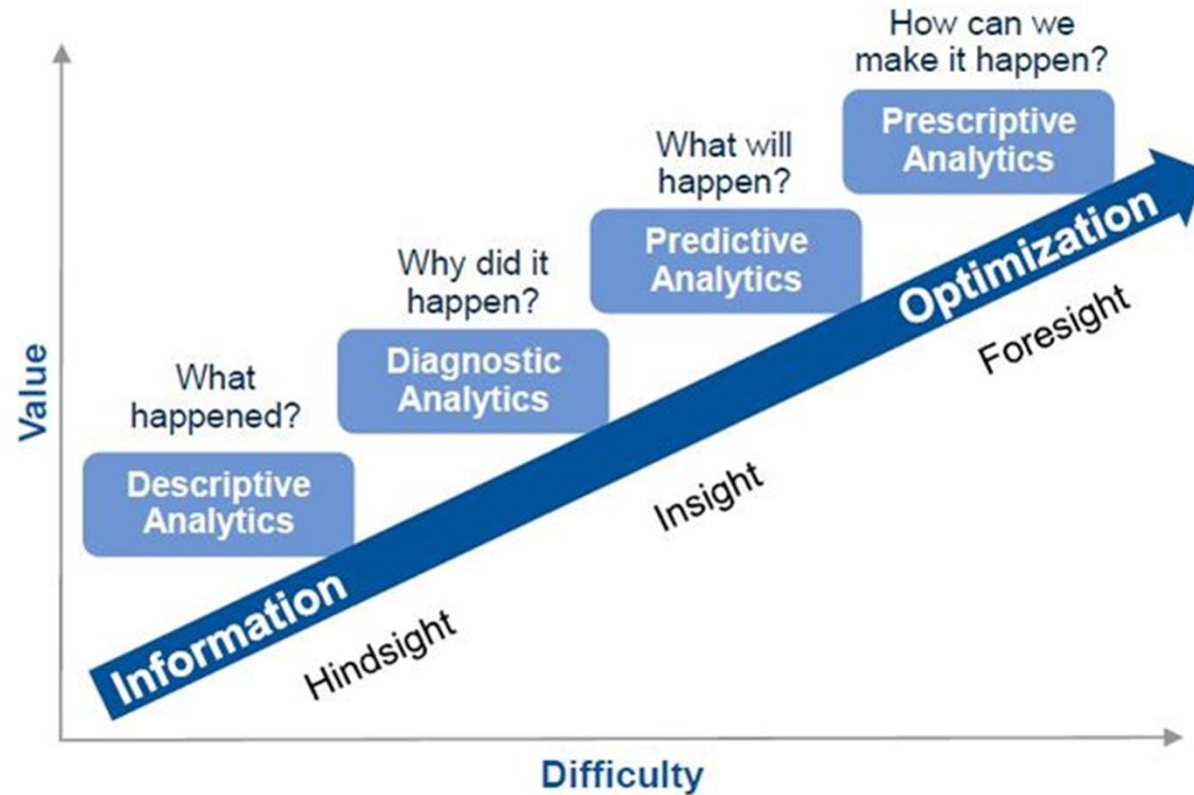 How can we
make it happen?
Prescriptive
Analytics
What will
happen?
Predictive
Analytics
Why did it
happen?
Diagnostic
Analytics
What
happened?
Descriptive
Analytics
Value
Information
Optimization
Hindsight
Insight
Foresight
Difficulty